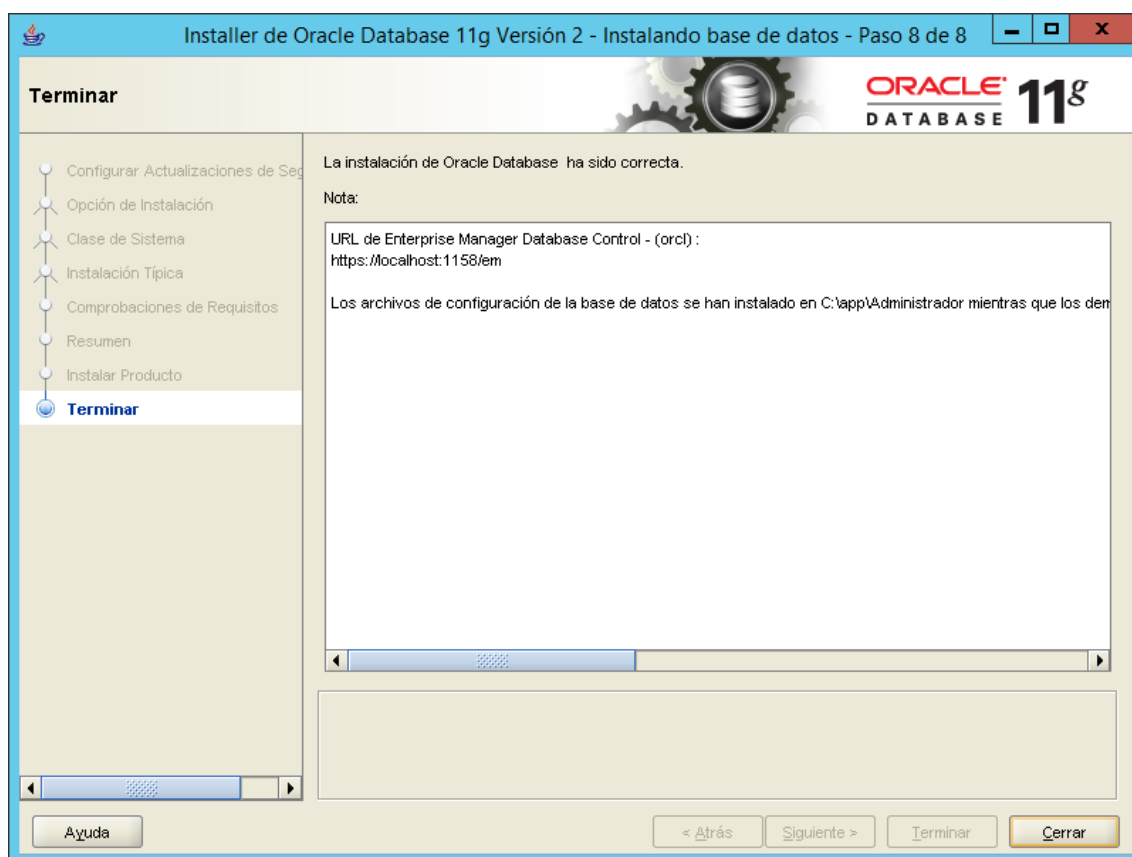 Installer de Oracle Database 11g Versión 2 - Instalando base de datos - Paso 8 de 8
Terminar
ORACLE
DATABASE
11g
Configurar Actualizaciones de Seg
Opción de Instalación
Clase de Sistema
Instalación Típica
Comprobaciones de Requisitos
Resumen
Instalar Producto
Terminar
La instalación de Oracle Database ha sido correcta.
Nota:
URL de Enterprise Manager Database Control - (orcl) :
https://localhost:1158/em
Los archivos de configuración de la base de datos se han instalado en C:\app\Administrador mientras que los dem
Ayuda
< Atrás
Siguiente >
Terminar
Cerrar